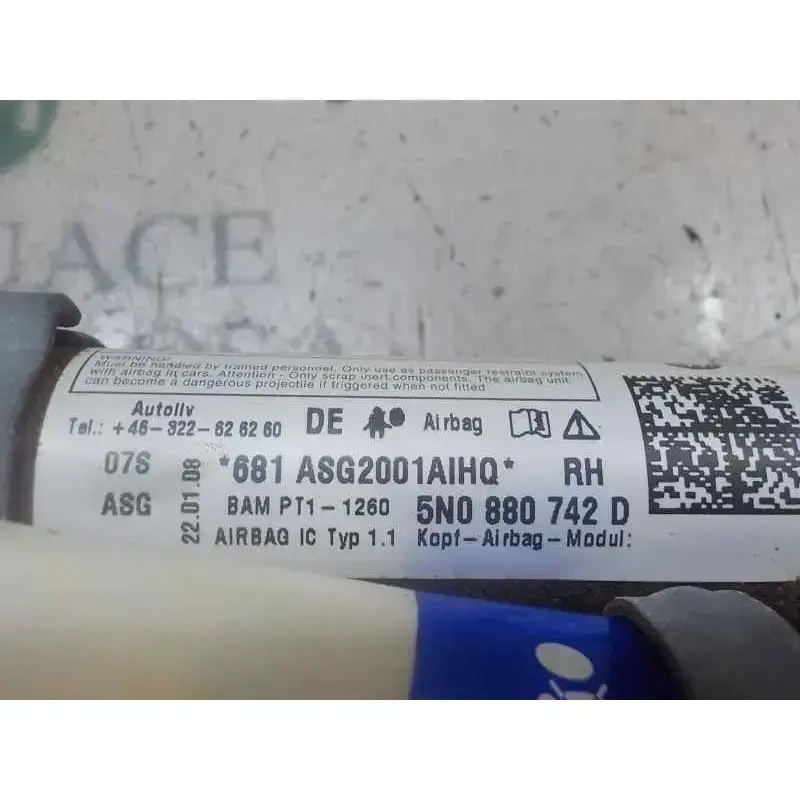 WARNING!
Must be handled by trained personnel. Only use as passenger restraint system
with airbag in cars. Attention - Only scrap inert components. The airbag unit
can become a dangerous projectile if triggered when not fitted
Autoliv
Tel.: +46-322-626260
DE
Airbag
07S
*681 ASG2001AIHQ*
RH
ASG
22.01.08
BAM PT1-1260
5N0 880 742 D
AIRBAG IC Typ 1.1
Kopf-Airbag-Modul: